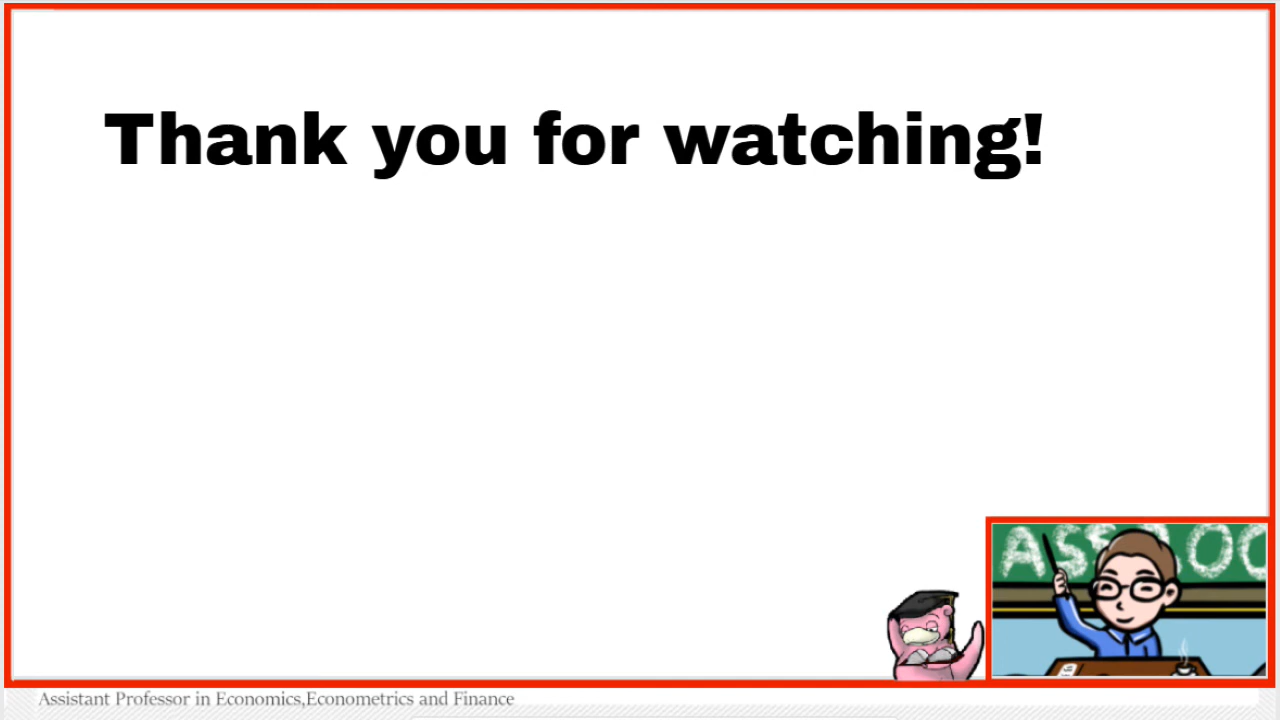 Thank you for watching!
Assistant Professor in Economics,Econometrics and Finance